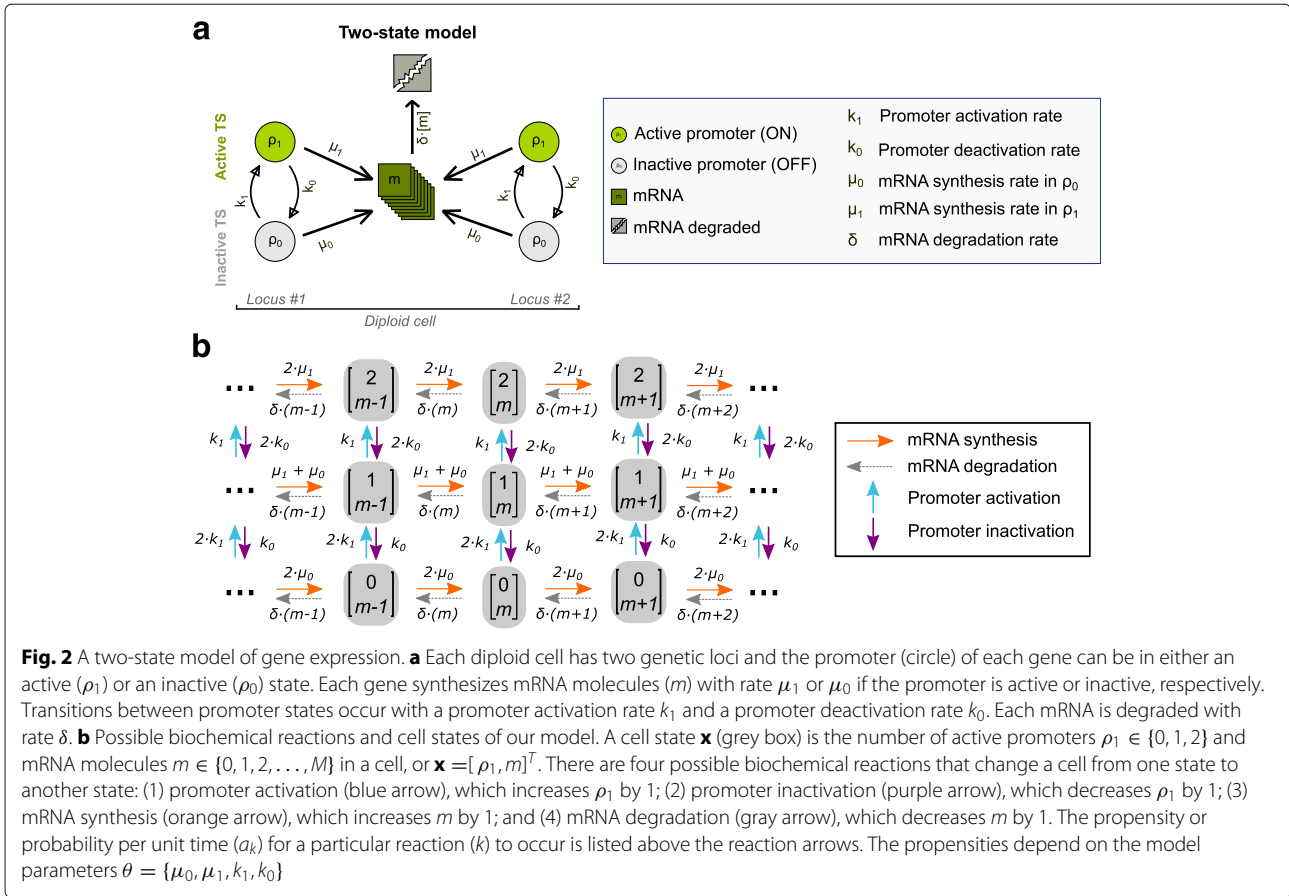 a
Two-state model
Active TS
Inactive TS
ρ1
ρ0
k1
k0
μ1
μ0
m
δ·[m]
μ1
μ0
ρ1
ρ0
k1
k0
Locus #1
Locus #2
Diploid cell
Active promoter (ON)
Inactive promoter (OFF)
m mRNA
mRNA degraded
k1 Promoter activation rate
k0 Promoter deactivation rate
μ0 mRNA synthesis rate in ρ0
μ1 mRNA synthesis rate in ρ1
δ mRNA degradation rate
b
2·μ1 2·μ1 2·μ1 2·μ1
... [2 m-1] [2 m] [2 m+1] ...
δ·(m-1) δ·(m) δ·(m+1) δ·(m+2)
k1 2·k0 k1 2·k0 k1 2·k0 k1 2·k0 k1 2·k0
μ1 + μ0 μ1 + μ0 μ1 + μ0 μ1 + μ0
... [1 m-1] [1 m] [1 m+1] ...
δ·(m-1) δ·(m) δ·(m+1) δ·(m+2)
2·k1 k0 2·k1 k0 2·k1 k0 2·k1 k0 2·k1 k0
2·μ0 2·μ0 2·μ0 2·μ0
... [0 m-1] [0 m] [0 m+1] ...
δ·(m-1) δ·(m) δ·(m+1) δ·(m+2)
mRNA synthesis
mRNA degradation
Promoter activation
Promoter inactivation
Fig. 2 A two-state model of gene expression. a Each diploid cell has two genetic loci and the promoter (circle) of each gene can be in either an
active (ρ1) or an inactive (ρ0) state. Each gene synthesizes mRNA molecules (m) with rate μ1 or μ0 if the promoter is active or inactive, respectively.
Transitions between promoter states occur with a promoter activation rate k1 and a promoter deactivation rate k0. Each mRNA is degraded with
rate δ. b Possible biochemical reactions and cell states of our model. A cell state x (grey box) is the number of active promoters ρ1 ∈ {0, 1, 2} and
mRNA molecules m ∈ {0, 1, 2, . . . , M} in a cell, or x =[ ρ1, m]^T. There are four possible biochemical reactions that change a cell from one state to
another state: (1) promoter activation (blue arrow), which increases ρ1 by 1; (2) promoter inactivation (purple arrow), which decreases ρ1 by 1; (3)
mRNA synthesis (orange arrow), which increases m by 1; and (4) mRNA degradation (gray arrow), which decreases m by 1. The propensity or
probability per unit time (ak) for a particular reaction (k) to occur is listed above the reaction arrows. The propensities depend on the model
parameters θ = {μ0, μ1, k1, k0}